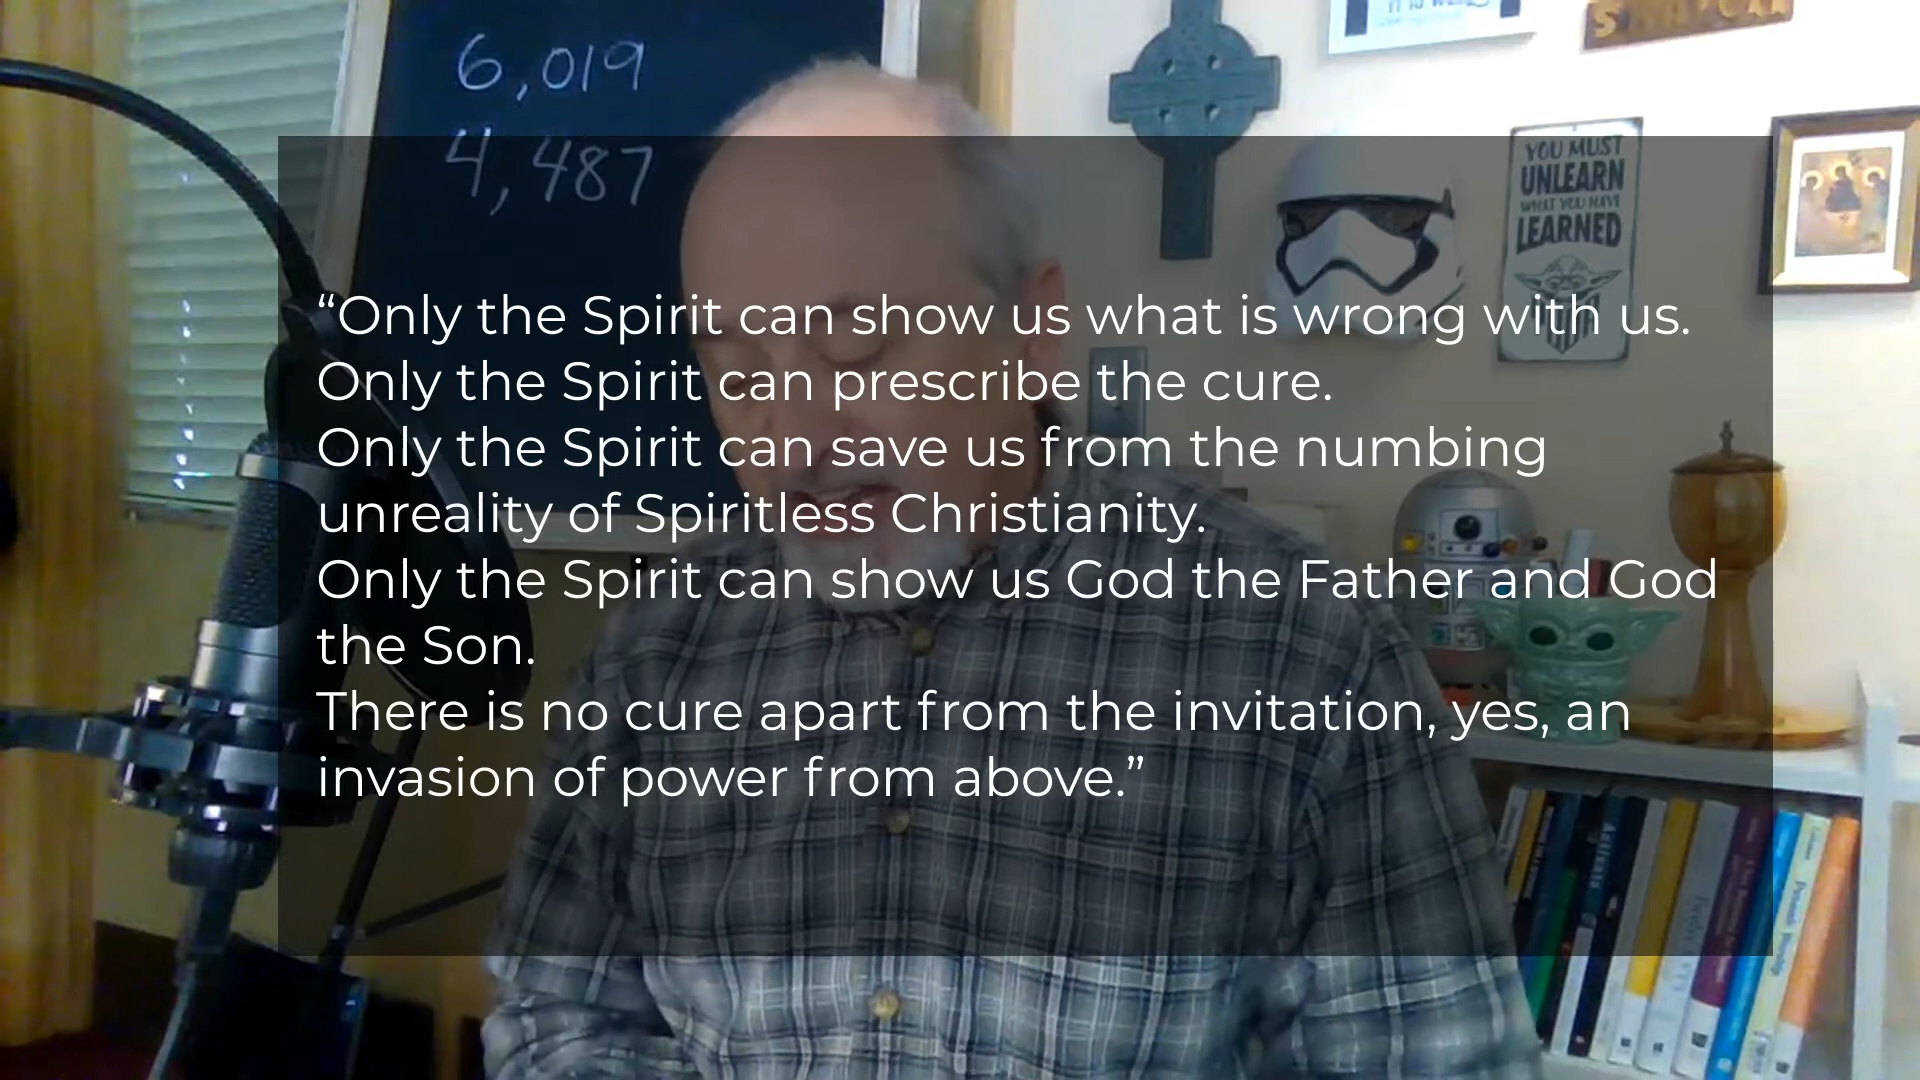 6,019
4,487
IT IS WELL
YOU MUST
UNLEARN
WHAT YOU HAVE
LEARNED
“Only the Spirit can show us what is wrong with us.
Only the Spirit can prescribe the cure.
Only the Spirit can save us from the numbing
unreality of Spiritless Christianity.
Only the Spirit can show us God the Father and God
the Son.
There is no cure apart from the invitation, yes, an
invasion of power from above.”